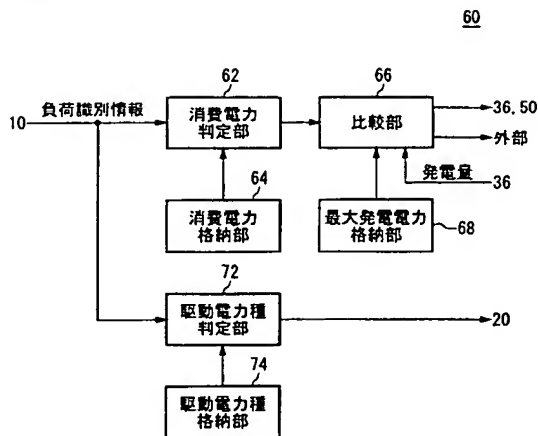 60
62
66
10
負荷識別情報
消費電力
判定部
比較部
36, 50
外部
発電量
36
64
消費電力
格納部
最大発電電力
格納部
68
72
駆動電力種
判定部
20
74
駆動電力種
格納部